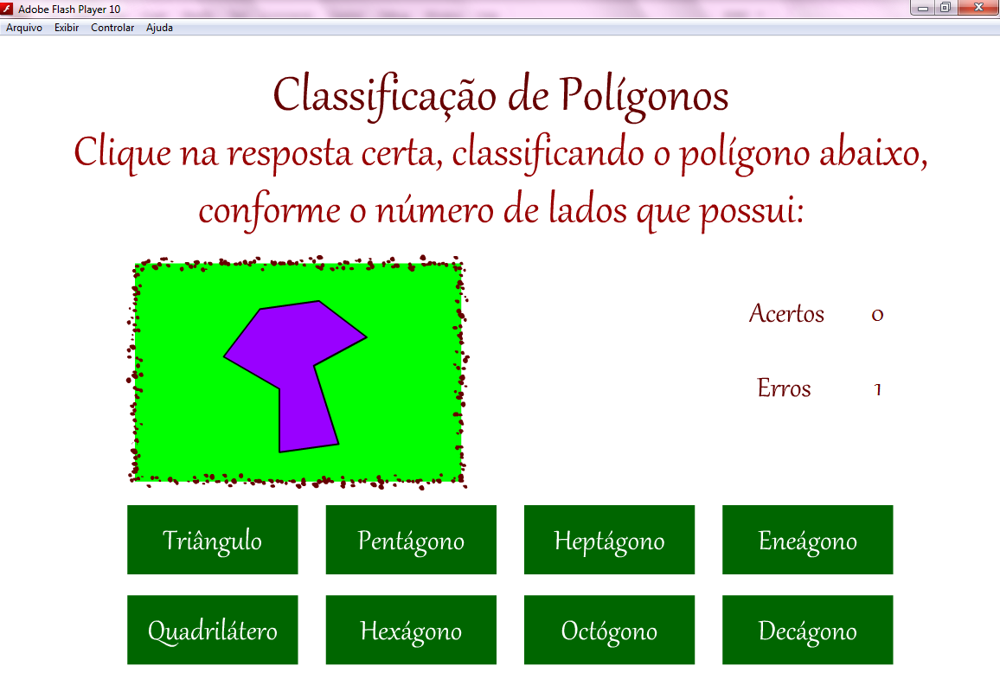 Adobe Flash Player 10
Arquivo Exibir Controlar Ajuda
Classificação de Polígonos
Clique na resposta certa, classificando o polígono abaixo,
conforme o número de lados que possui:
Acertos 0
Erros 1
Triângulo Pentágono Heptágono Eneágono
Quadrilátero Hexágono Octógono Decágono